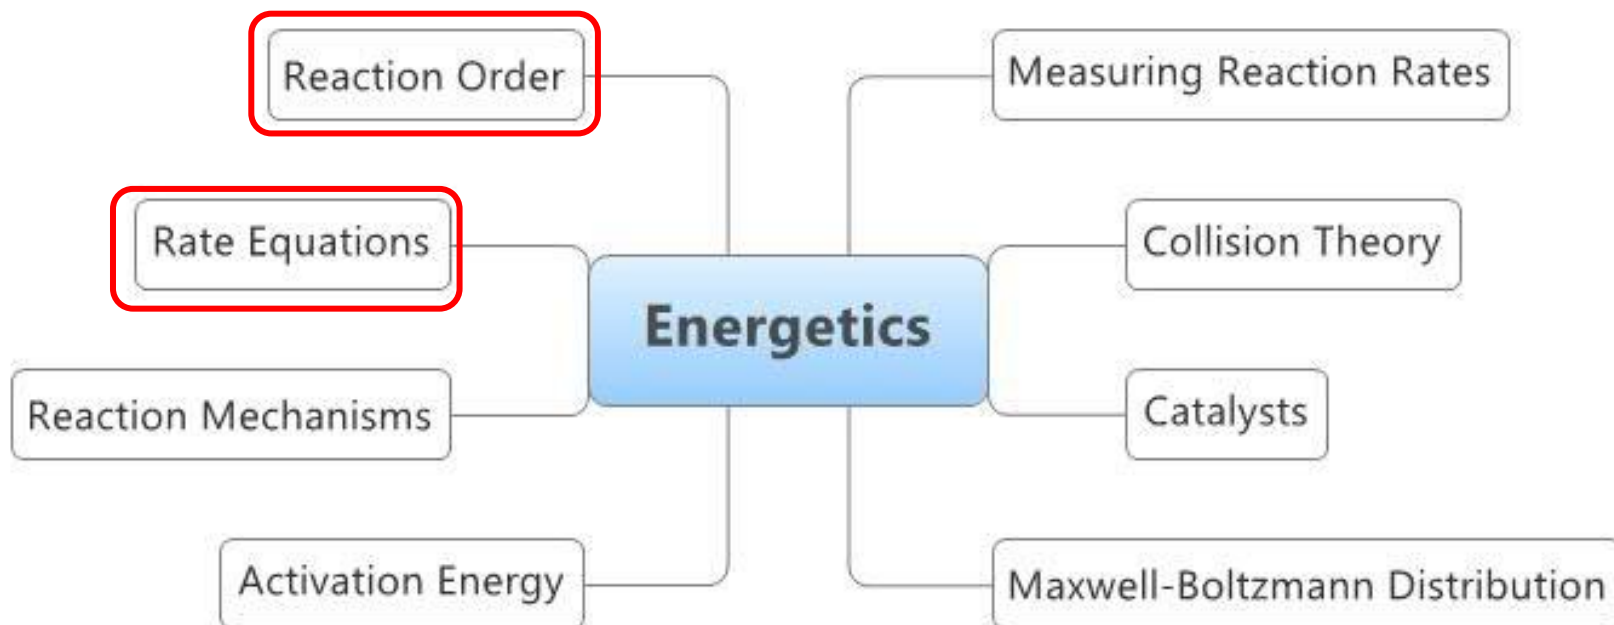 Reaction Order
Measuring Reaction Rates
Rate Equations
Collision Theory
Energetics
Reaction Mechanisms
Catalysts
Activation Energy
Maxwell-Boltzmann Distribution